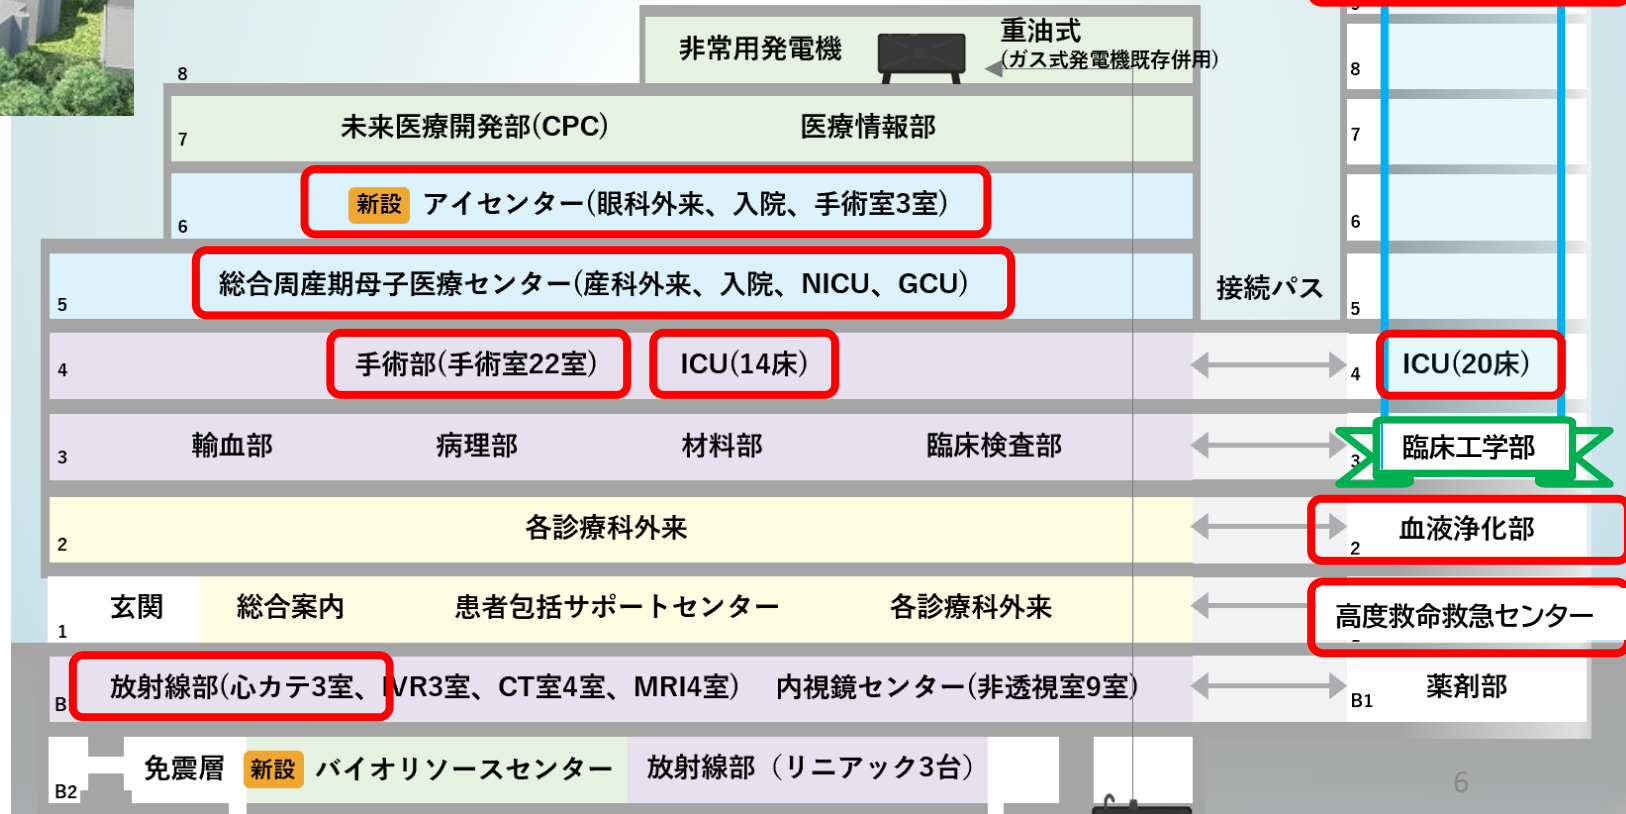 9
非常用発電機
重油式
(ガス式発電機既存併用)
8
8
未来医療開発部(CPC)
医療情報部
7
7
新設 アイセンター(眼科外来、入院、手術室3室)
6
6
総合周産期母子医療センター(産科外来、入院、NICU、GCU)
接続パス
5
5
手術部(手術室22室)
ICU(14床)
ICU(20床)
4
4
輸血部
病理部
材料部
臨床検査部
臨床工学部
3
3
各診療科外来
血液浄化部
2
2
玄関
総合案内
患者包括サポートセンター
各診療科外来
高度救命救急センター
1
放射線部(心カテ3室、IVR3室、CT室4室、MRI4室)
内視鏡センター(非透視室9室)
薬剤部
B
B1
免震層
新設 バイオリソースセンター
放射線部（リニアック3台）
B2
6